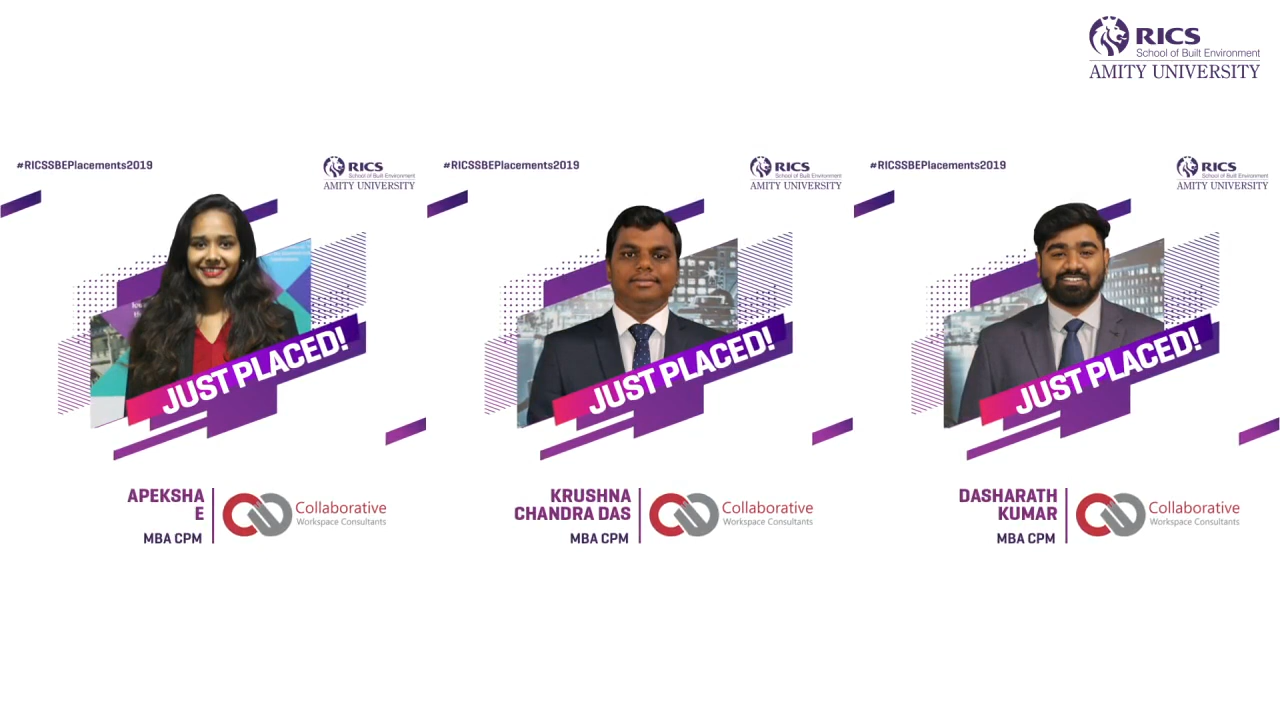 RICS
School of Built Environment
AMITY UNIVERSITY
#RICSSBEPlacements2019
RICS
School of Built Environment
AMITY UNIVERSITY
JUST PLACED!
APEKSHA
E
MBA CPM
Collaborative
Workspace Consultants
#RICSSBEPlacements2019
RICS
School of Built Environment
AMITY UNIVERSITY
JUST PLACED!
KRUSHNA
CHANDRA DAS
MBA CPM
Collaborative
Workspace Consultants
#RICSSBEPlacements2019
RICS
School of Built Environment
AMITY UNIVERSITY
JUST PLACED!
DASHARATH
KUMAR
MBA CPM
Collaborative
Workspace Consultants